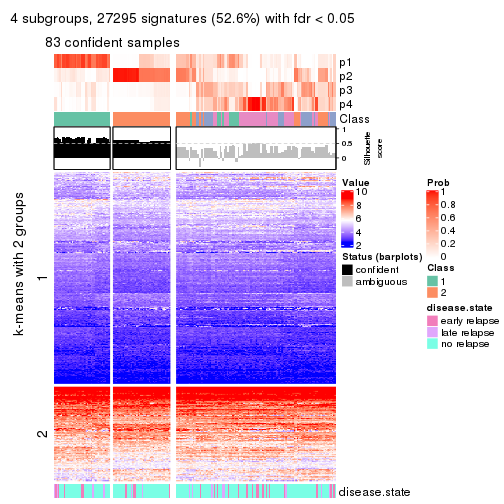 4 subgroups, 27295 signatures (52.6%) with fdr < 0.05
83 confident samples
p1
p2
p3
p4
Class
1
0.5
0
Silhouette
score
k-means with 2 groups
1
2
disease.state
Value
10
8
6
4
2
Status (barplots)
confident
ambiguous
Prob
1
0.8
0.6
0.4
0.2
0
Class
1
2
disease.state
early relapse
late relapse
no relapse